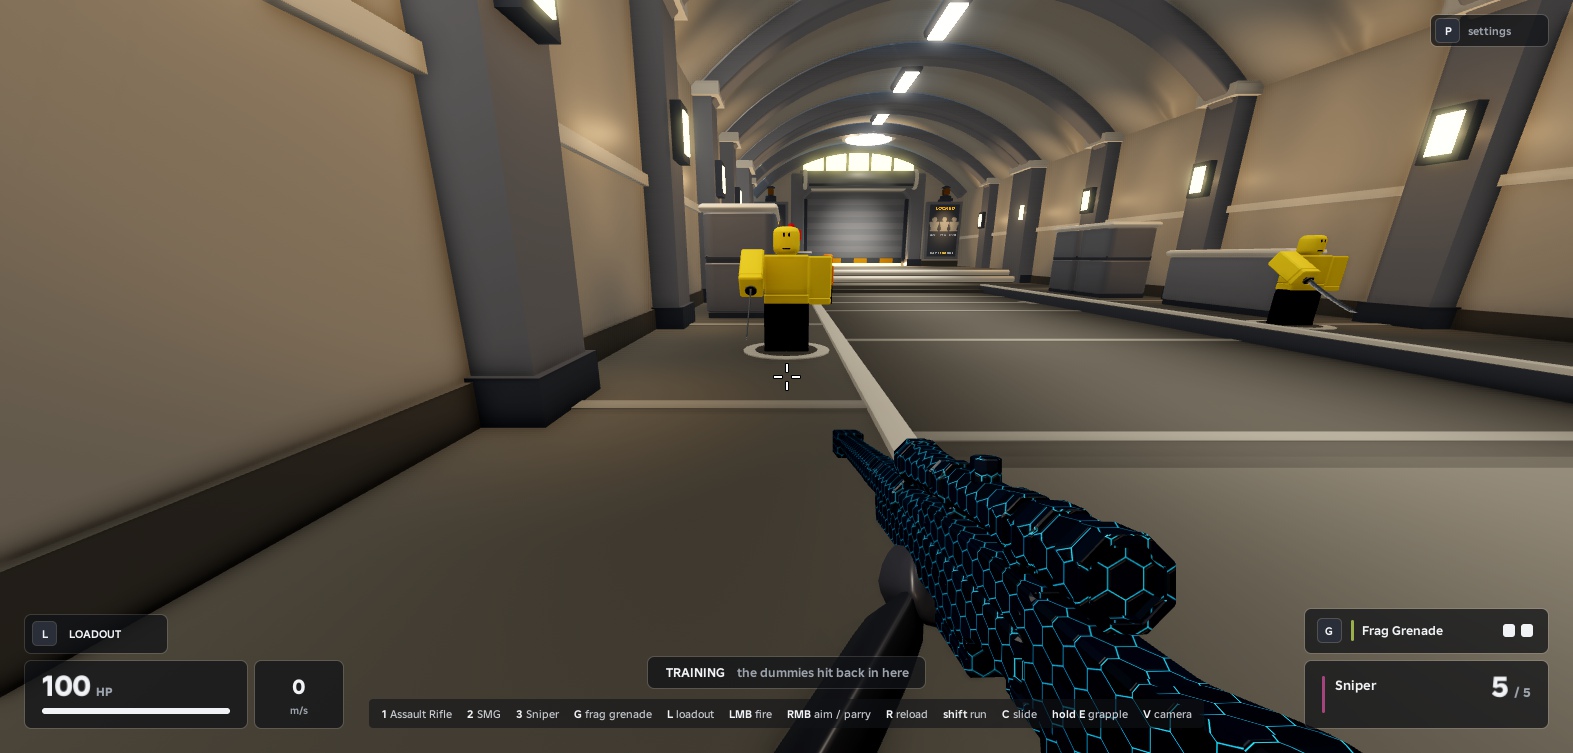 P settings
LOCKED
L LOADOUT
100 HP
0
m/s
TRAINING the dummies hit back in here
1 Assault Rifle 2 SMG 3 Sniper G frag grenade L loadout LMB fire RMB aim / parry R reload shift run C slide hold E grapple V camera
G Frag Grenade
Sniper 5 / 5